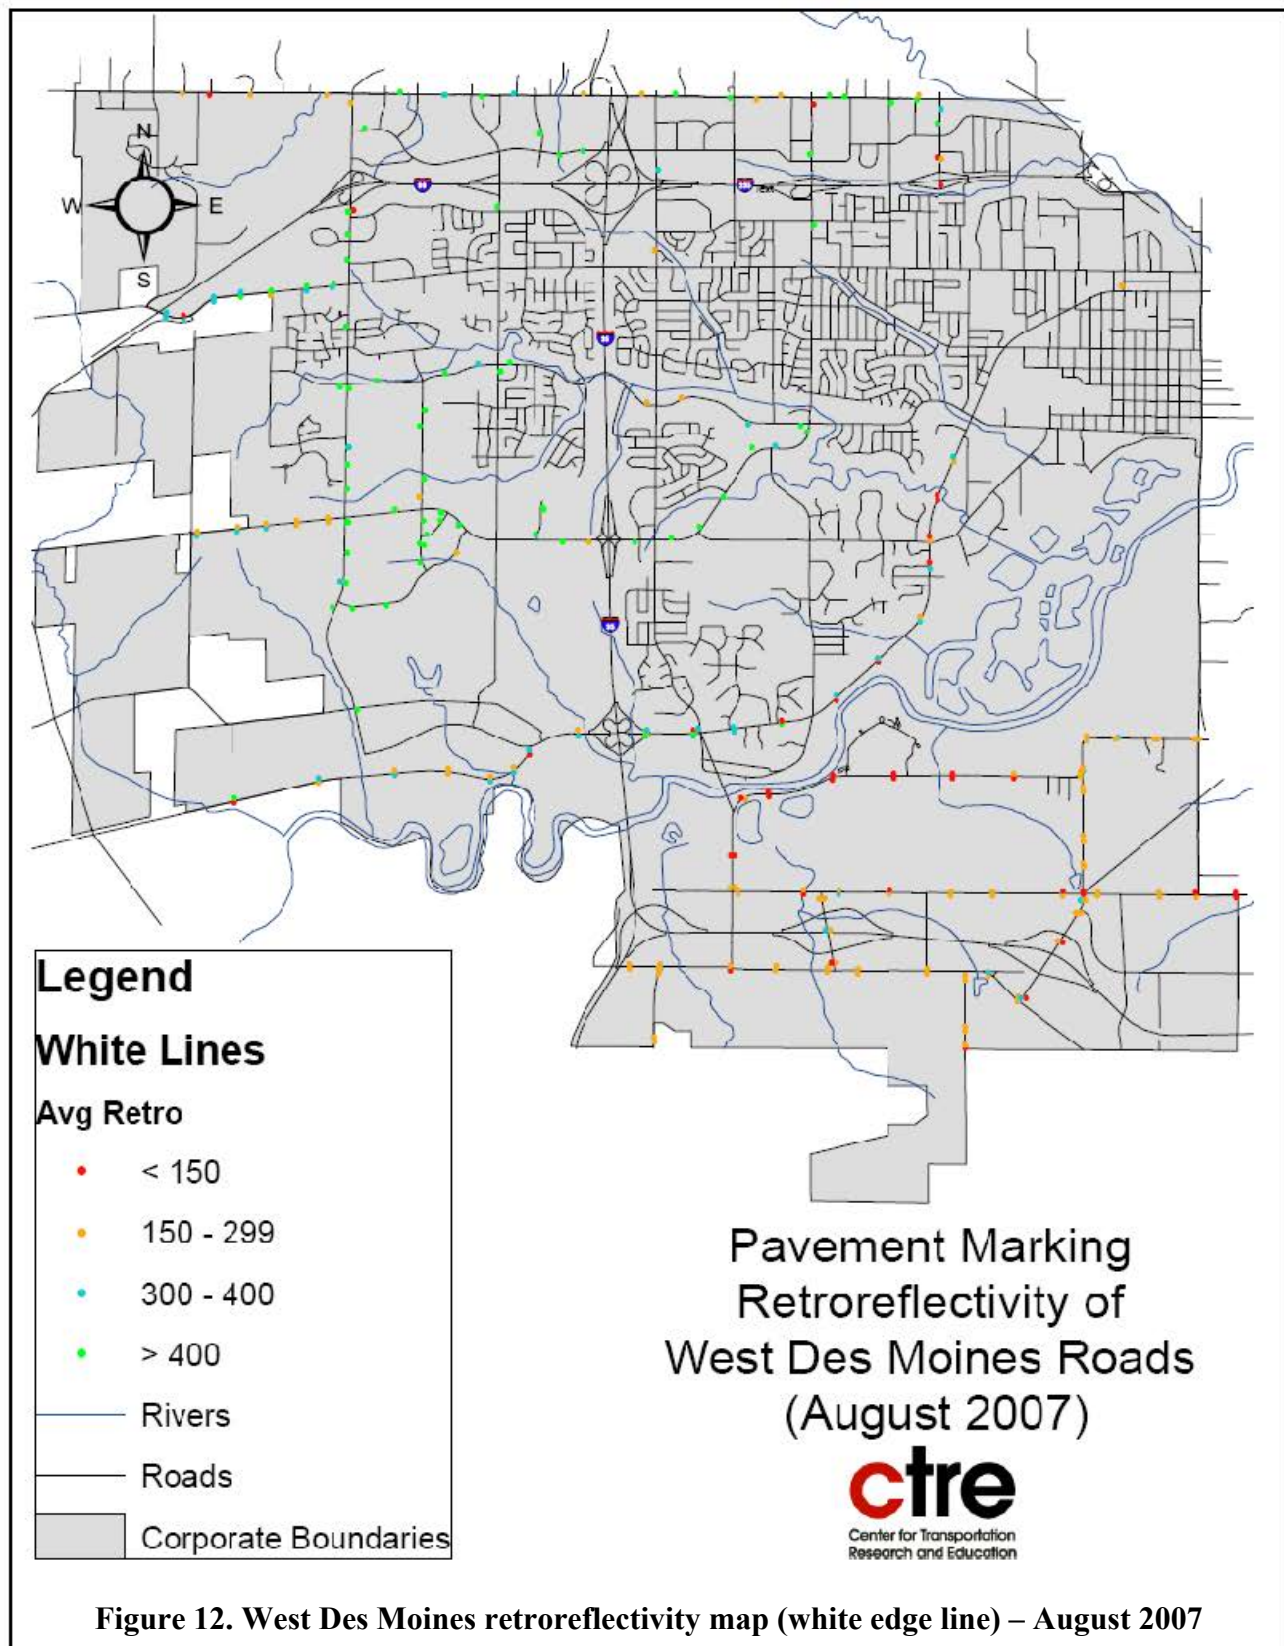 N
W
E
S
Legend
White Lines
Avg Retro
< 150
150 - 299
300 - 400
> 400
Rivers
Roads
Corporate Boundaries
Pavement Marking
Retroreflectivity of
West Des Moines Roads
(August 2007)
ctre
Center for Transportation
Research and Education
Figure 12. West Des Moines retroreflectivity map (white edge line) – August 2007